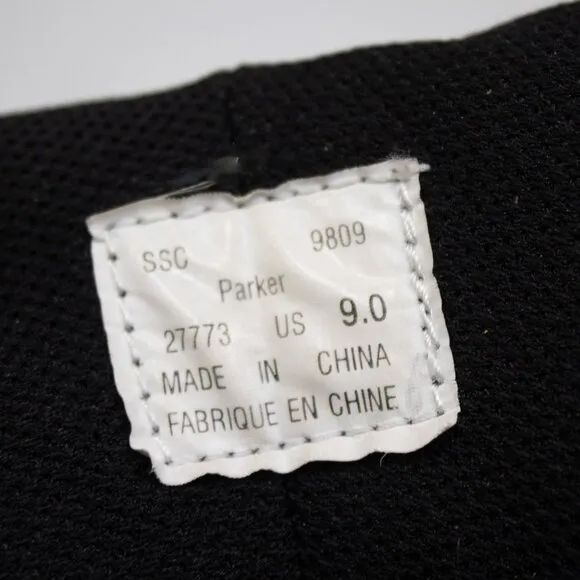 SSC 9809
Parker
27773 US 9.0
MADE IN CHINA
FABRIQUE EN CHINE